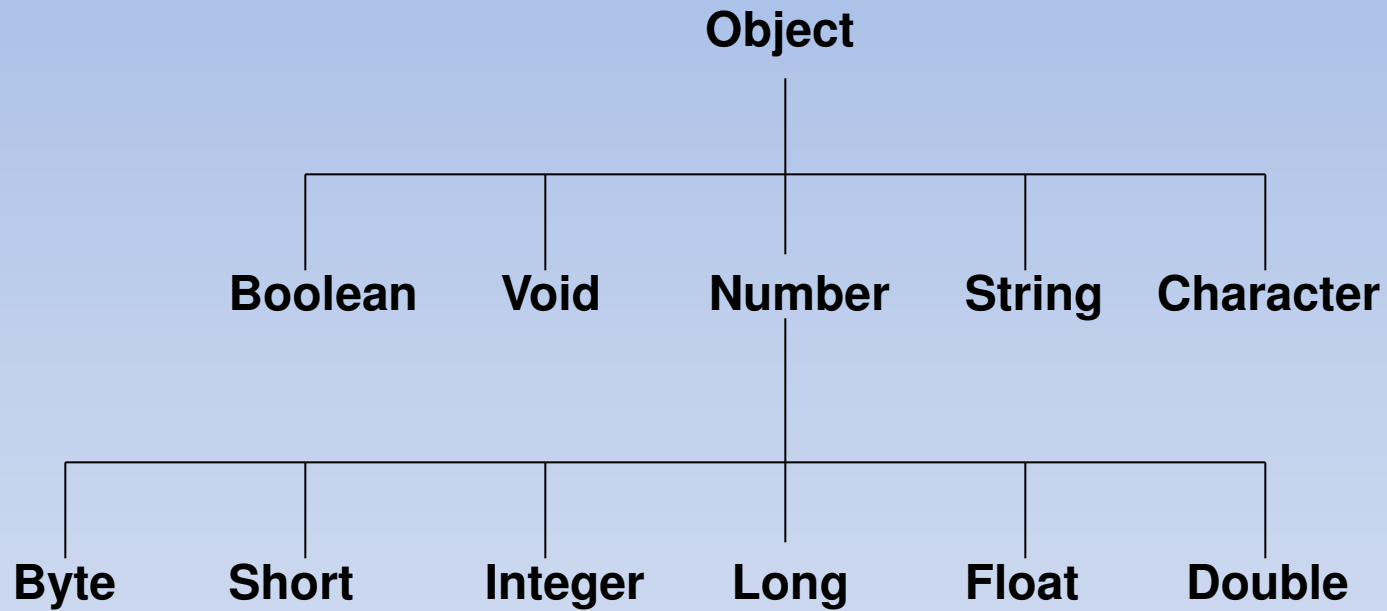 Object
Boolean Void Number String Character
Byte Short Integer Long Float Double